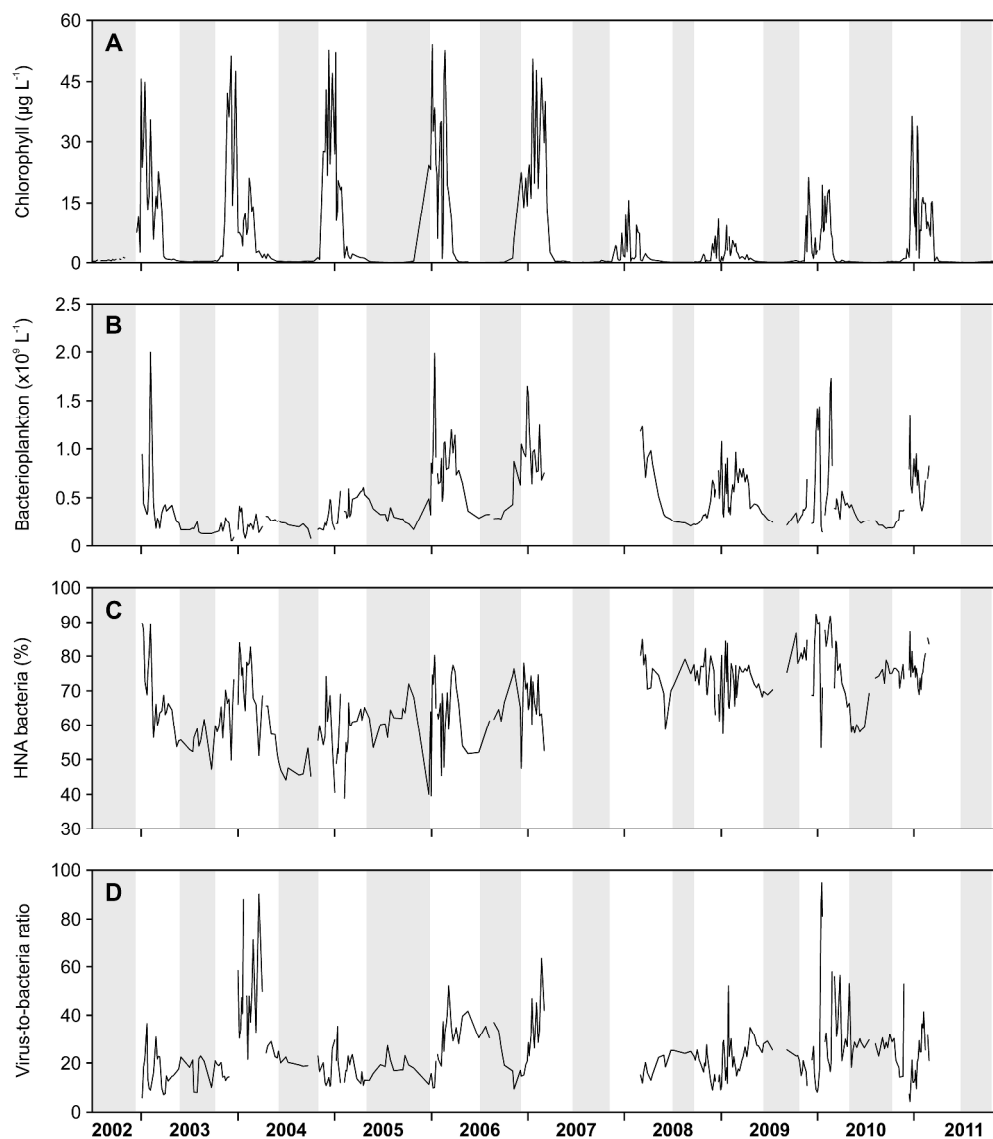 A
Chlorophyll (µg L⁻¹)
60
45
30
15
0
B
Bacterioplankton (x10⁹ L⁻¹)
2.5
2.0
1.5
1.0
0.5
0
C
HNA bacteria (%)
100
90
80
70
60
50
40
30
D
Virus-to-bacteria ratio
100
80
60
40
20
0
2002 2003 2004 2005 2006 2007 2008 2009 2010 2011